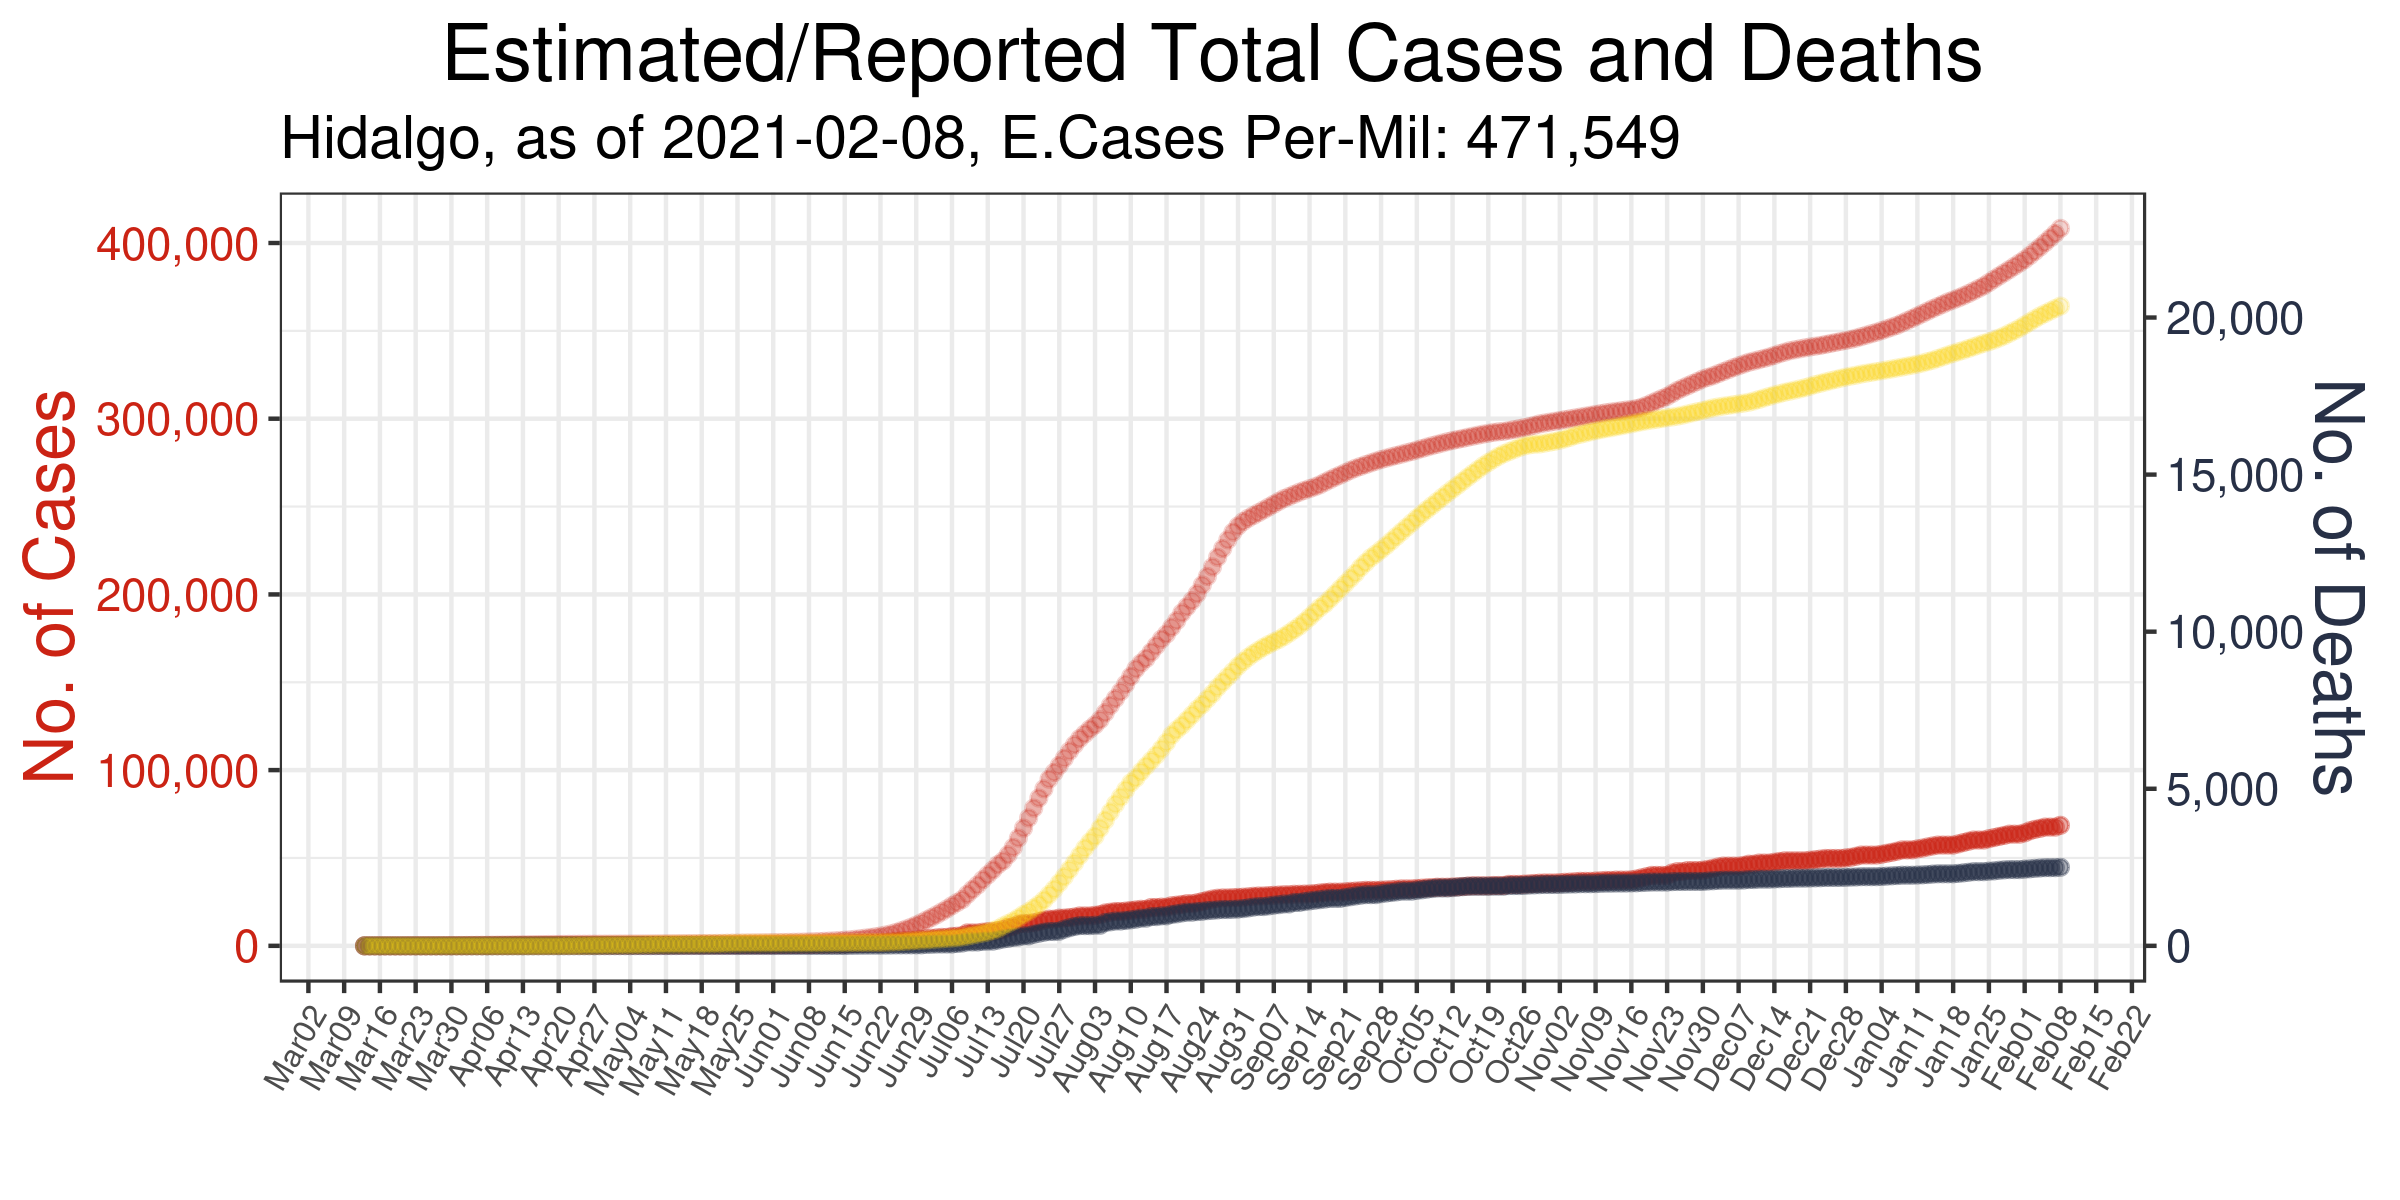 Estimated/Reported Total Cases and Deaths
Hidalgo, as of 2021-02-08, E.Cases Per-Mil: 471,549
No. of Cases
400,000
300,000
200,000
100,000
0
20,000
15,000
10,000
5,000
0
No. of Deaths
Mar02 Mar09 Mar16 Mar23 Mar30 Apr06 Apr13 Apr20 Apr27 May04 May11 May18 May25 Jun01 Jun08 Jun15 Jun22 Jun29 Jul06 Jul13 Jul20 Jul27 Aug03 Aug10 Aug17 Aug24 Aug31 Sep07 Sep14 Sep21 Sep28 Oct05 Oct12 Oct19 Oct26 Nov02 Nov09 Nov16 Nov23 Nov30 Dec07 Dec14 Dec21 Dec28 Jan04 Jan11 Jan18 Jan25 Feb01 Feb08 Feb15 Feb22